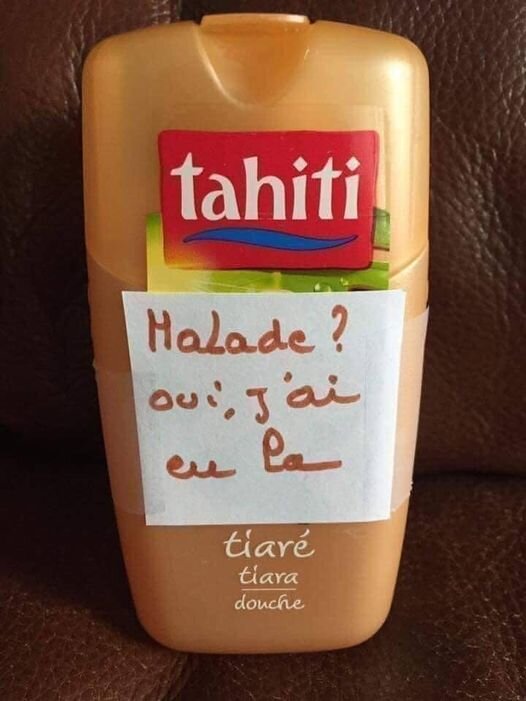 tahiti
Malade ?
oui, j'ai
eu la
tiaré
tiara
douche